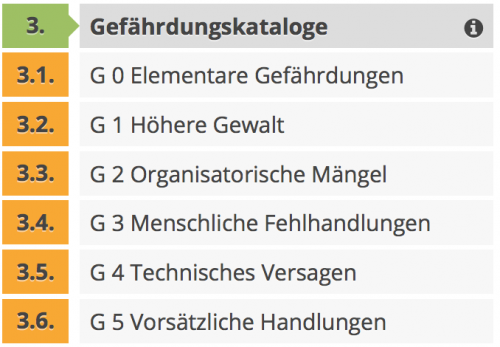 3. Gefährdungskataloge
3.1. G 0 Elementare Gefährdungen
3.2. G 1 Höhere Gewalt
3.3. G 2 Organisatorische Mängel
3.4. G 3 Menschliche Fehlhandlungen
3.5. G 4 Technisches Versagen
3.6. G 5 Vorsätzliche Handlungen